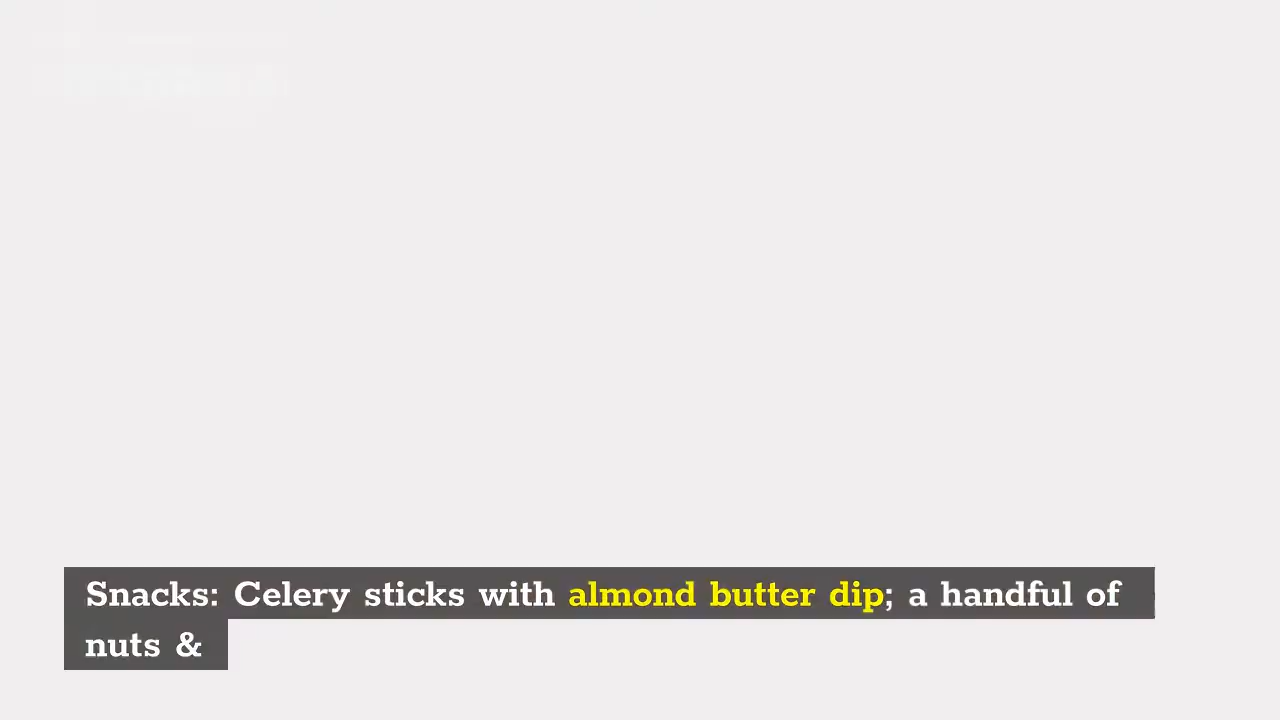 Snacks: Celery sticks with almond butter dip; a handful of
nuts &